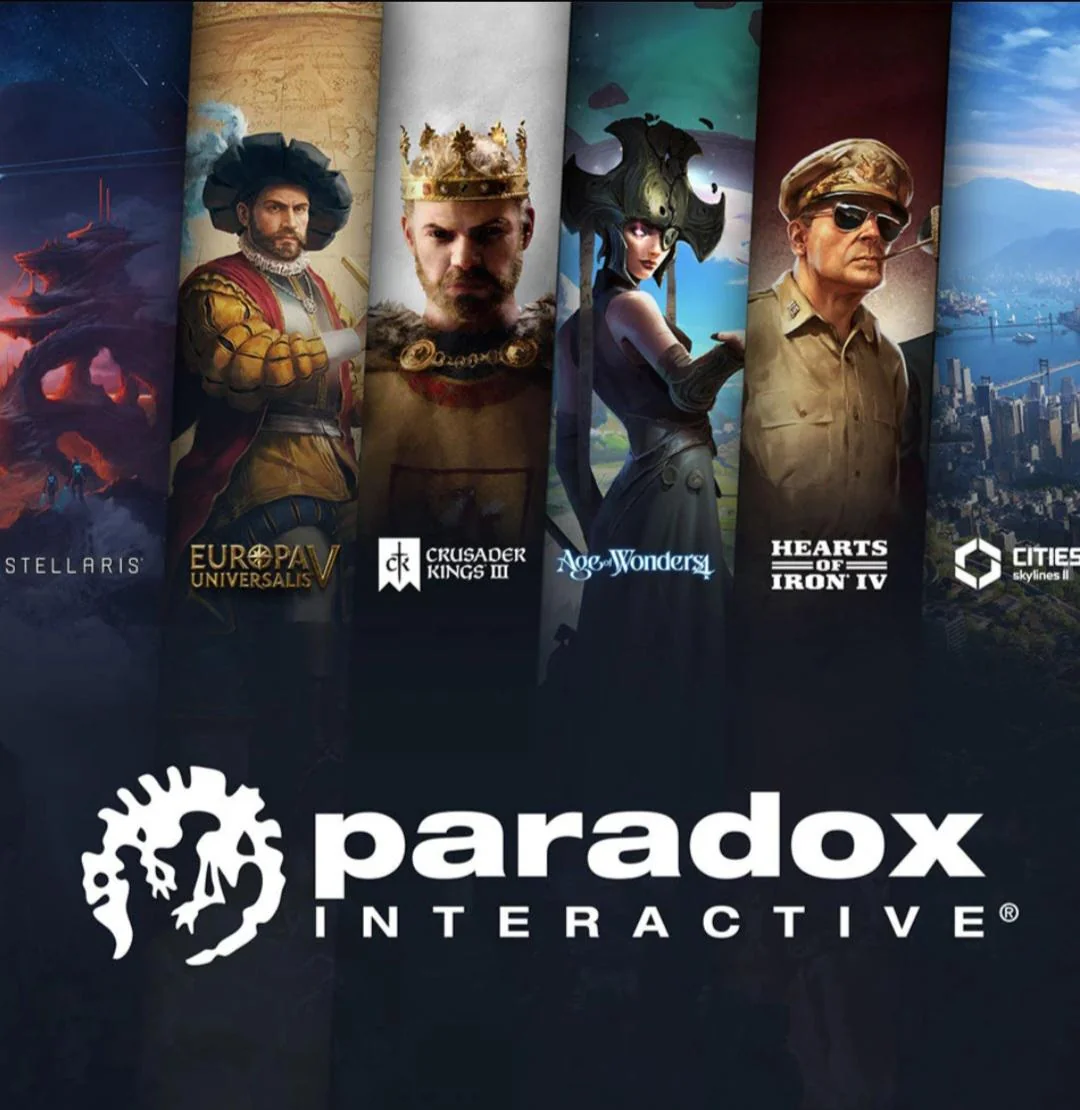 STELLARIS
EUROPA
UNIVERSALIS V
CRUSADER
KINGS III
Age of Wonders 4
HEARTS
OF
IRON IV
CITIES
skylines II
paradox
INTERACTIVE®